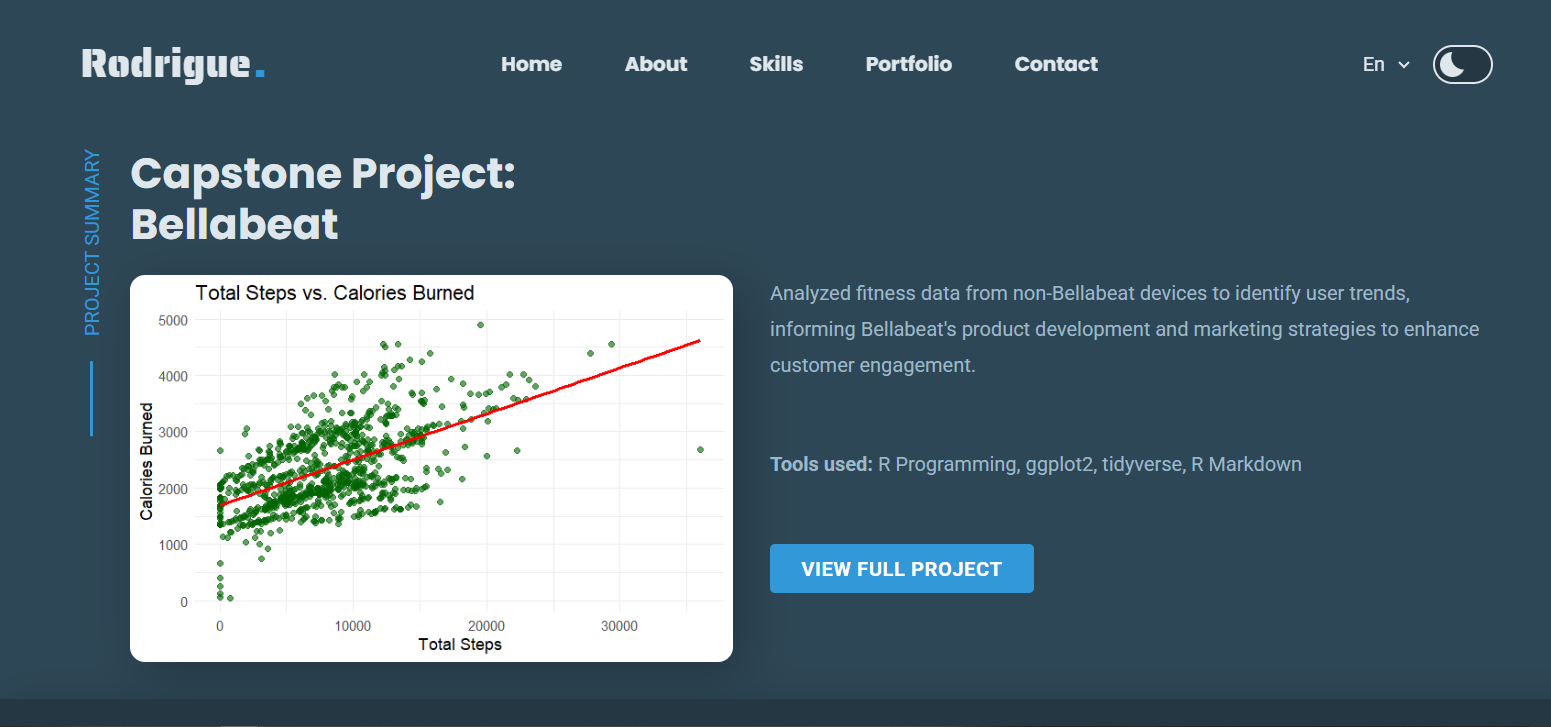 Rodrigue.
Home
About
Skills
Portfolio
Contact
En
PROJECT SUMMARY
Capstone Project:
Bellabeat
Total Steps vs. Calories Burned
Calories Burned
5000
4000
3000
2000
1000
0
0
10000
20000
30000
Total Steps
Analyzed fitness data from non-Bellabeat devices to identify user trends,
informing Bellabeat's product development and marketing strategies to enhance
customer engagement.
Tools used: R Programming, ggplot2, tidyverse, R Markdown
VIEW FULL PROJECT